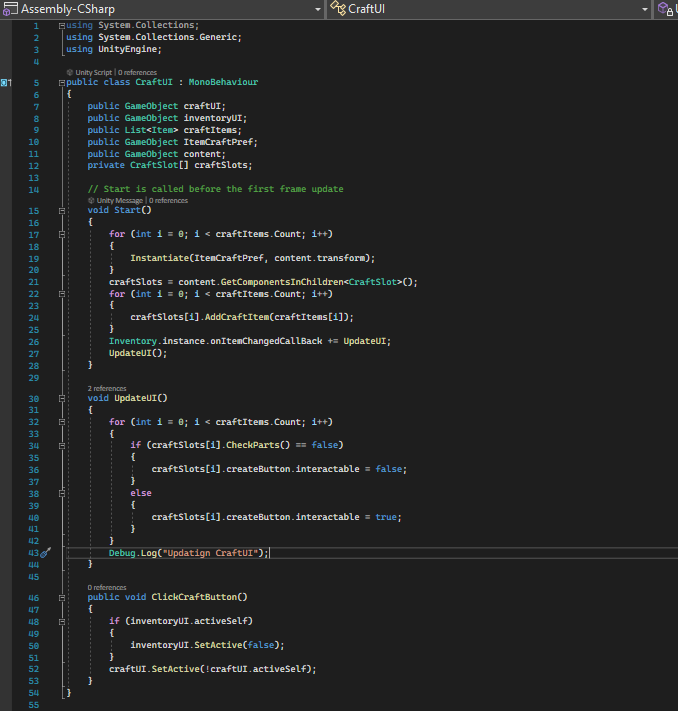 Assembly-CSharp CraftUI
1 using System.Collections;
2 using System.Collections.Generic;
3 using UnityEngine;
4
Unity Script | 0 references
5 public class CraftUI : MonoBehaviour
6 {
7 public GameObject craftUI;
8 public GameObject inventoryUI;
9 public List<Item> craftItems;
10 public GameObject ItemCraftPref;
11 public GameObject content;
12 private CraftSlot[] craftSlots;
13
14 // Start is called before the first frame update
Unity Message | 0 references
15 void Start()
16 {
17 for (int i = 0; i < craftItems.Count; i++)
18 {
19 Instantiate(ItemCraftPref, content.transform);
20 }
21 craftSlots = content.GetComponentsInChildren<CraftSlot>();
22 for (int i = 0; i < craftItems.Count; i++)
23 {
24 craftSlots[i].AddCraftItem(craftItems[i]);
25 }
26 Inventory.instance.onItemChangedCallBack += UpdateUI;
27 UpdateUI();
28 }
29
2 references
30 void UpdateUI()
31 {
32 for (int i = 0; i < craftItems.Count; i++)
33 {
34 if (craftSlots[i].CheckParts() == false)
35 {
36 craftSlots[i].createButton.interactable = false;
37 }
38 else
39 {
40 craftSlots[i].createButton.interactable = true;
41 }
42 }
43 Debug.Log("Updatign CraftUI");
44 }
45
0 references
46 public void ClickCraftButton()
47 {
48 if (inventoryUI.activeSelf)
49 {
50 inventoryUI.SetActive(false);
51 }
52 craftUI.SetActive(!craftUI.activeSelf);
53 }
54 }
55